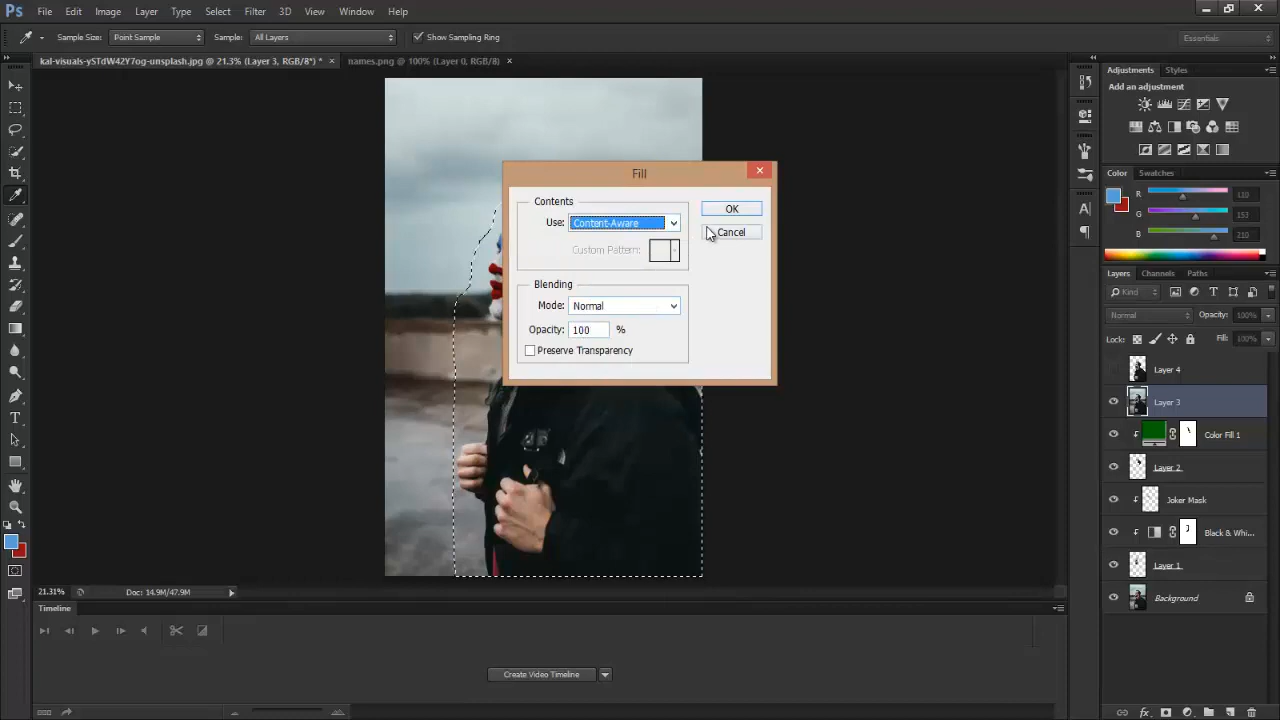 Ps File Edit Image Layer Type Select Filter 3D View Window Help
Sample Size: Point Sample Sample: All Layers Show Sampling Ring Essentials
kal-visuals-ySTdW42Y7og-unsplash.jpg @ 21.3% (Layer 3, RGB/8*) * × names.png @ 100% (Layer 0, RGB/8) ×
Adjustments Styles
Add an adjustment
Color Swatches
R 110
G 153
B 210
Layers Channels Paths
Kind
Normal Opacity: 100%
Lock: Fill: 100%
Layer 4
Layer 3
Color Fill 1
Layer 2
Joker Mask
Black & Whi...
Layer 1
Background
Fill
Contents
Use: Content-Aware
Custom Pattern:
OK
Cancel
Blending
Mode: Normal
Opacity: 100 %
Preserve Transparency
21.31% Doc: 14.9M/47.9M
Timeline
Create Video Timeline